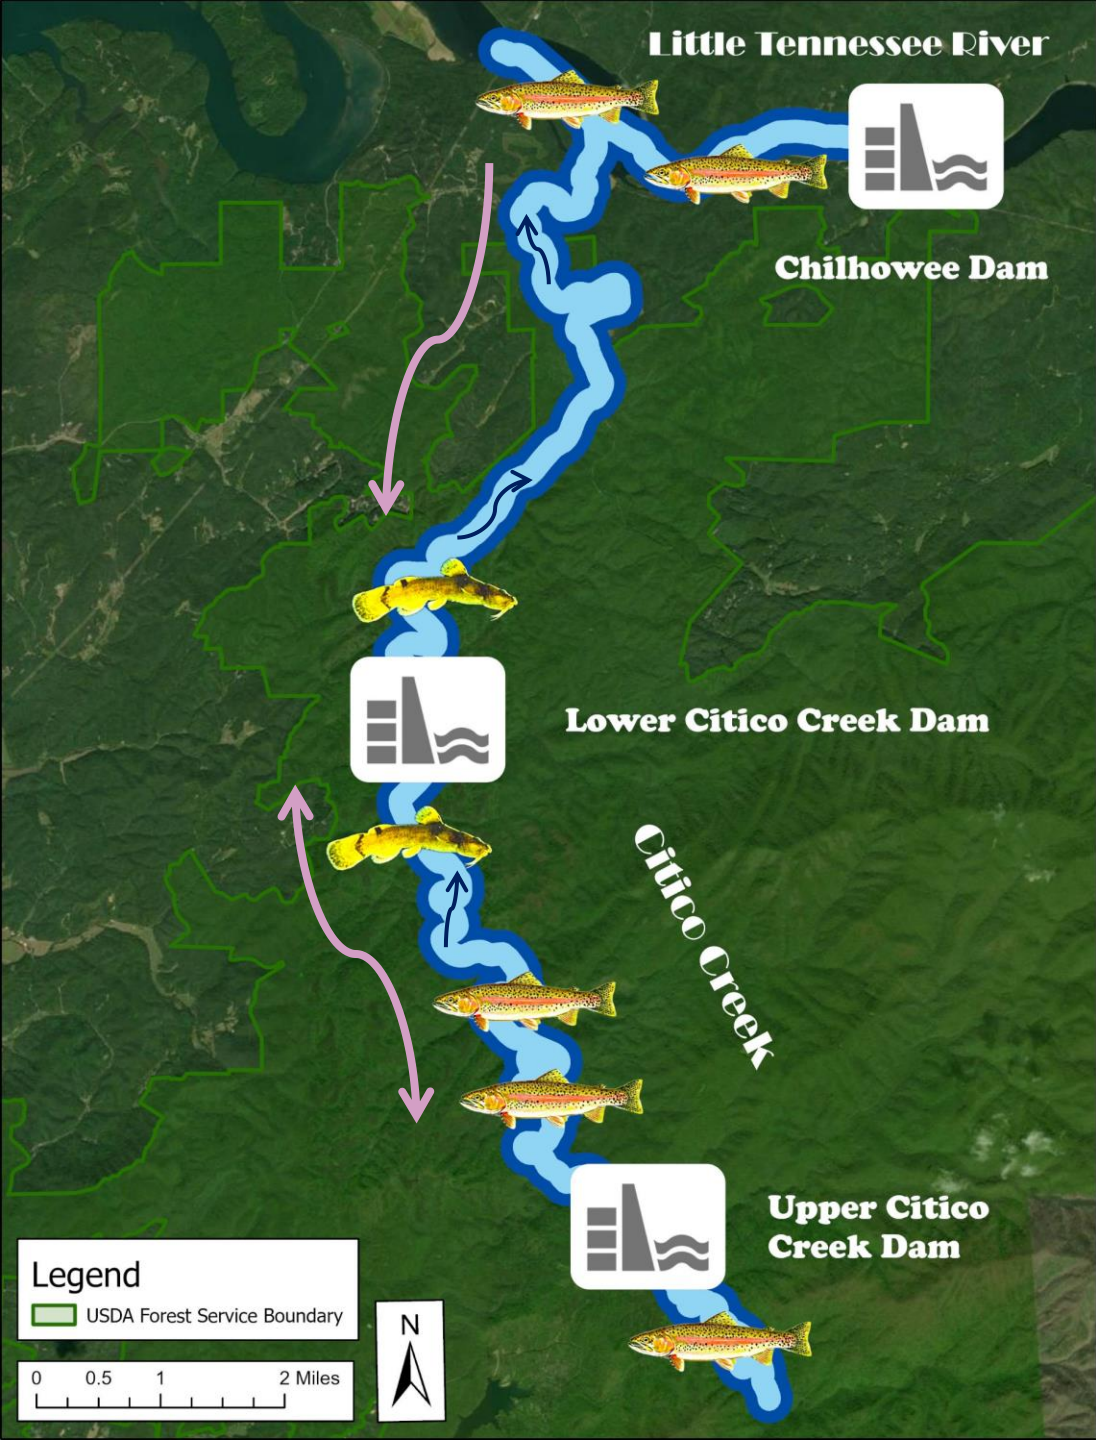 Little Tennessee River
Chilhowee Dam
Lower Citico Creek Dam
Citico Creek
Upper Citico
Creek Dam
Legend
USDA Forest Service Boundary
N
0 0.5 1 2 Miles